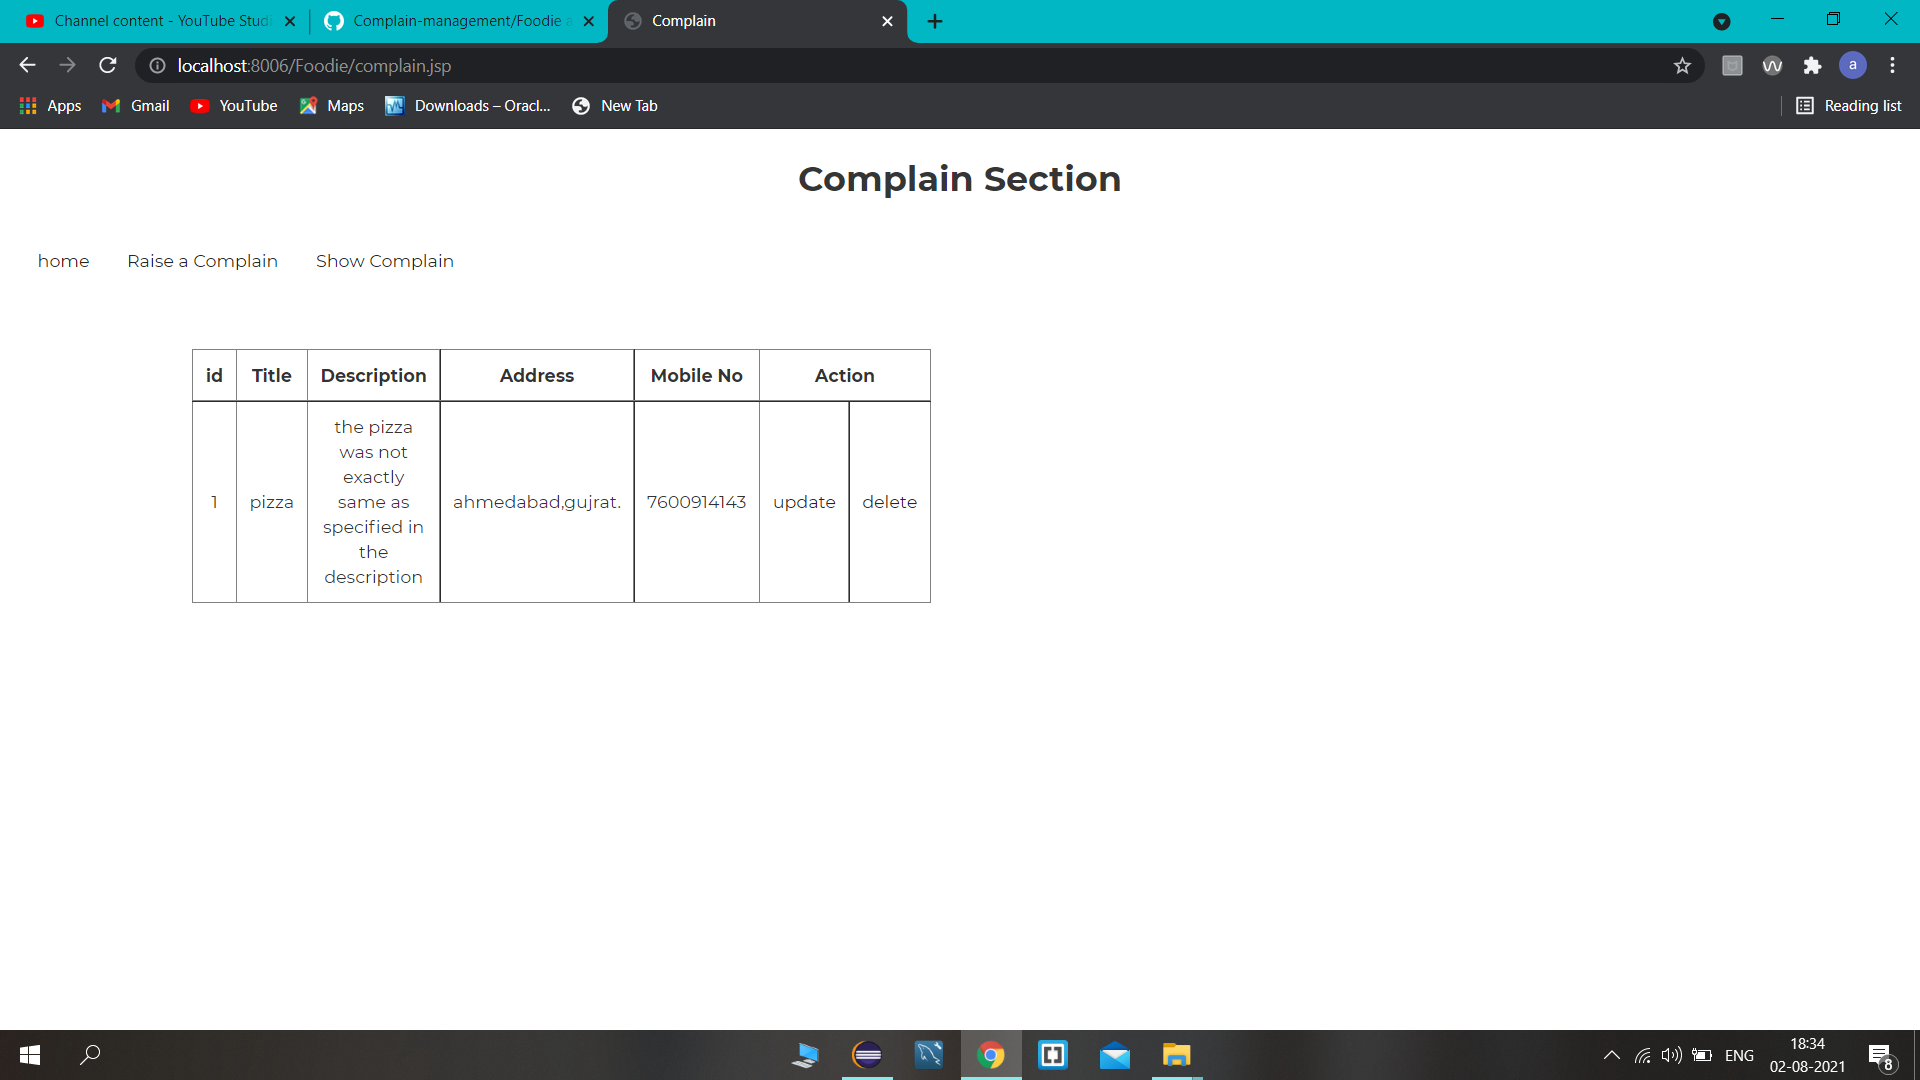 Channel content - YouTube Studi
Complain-management/Foodie a
Complain
localhost:8006/Foodie/complain.jsp
a
Apps
Gmail
YouTube
Maps
Downloads – Oracl...
New Tab
Reading list
Complain Section
home
Raise a Complain
Show Complain
id Title Description Address Mobile No Action
1 pizza
the pizza
was not
exactly
same as
specified in
the
description
ahmedabad,gujrat. 7600914143 update delete
ENG
18:34
02-08-2021
8